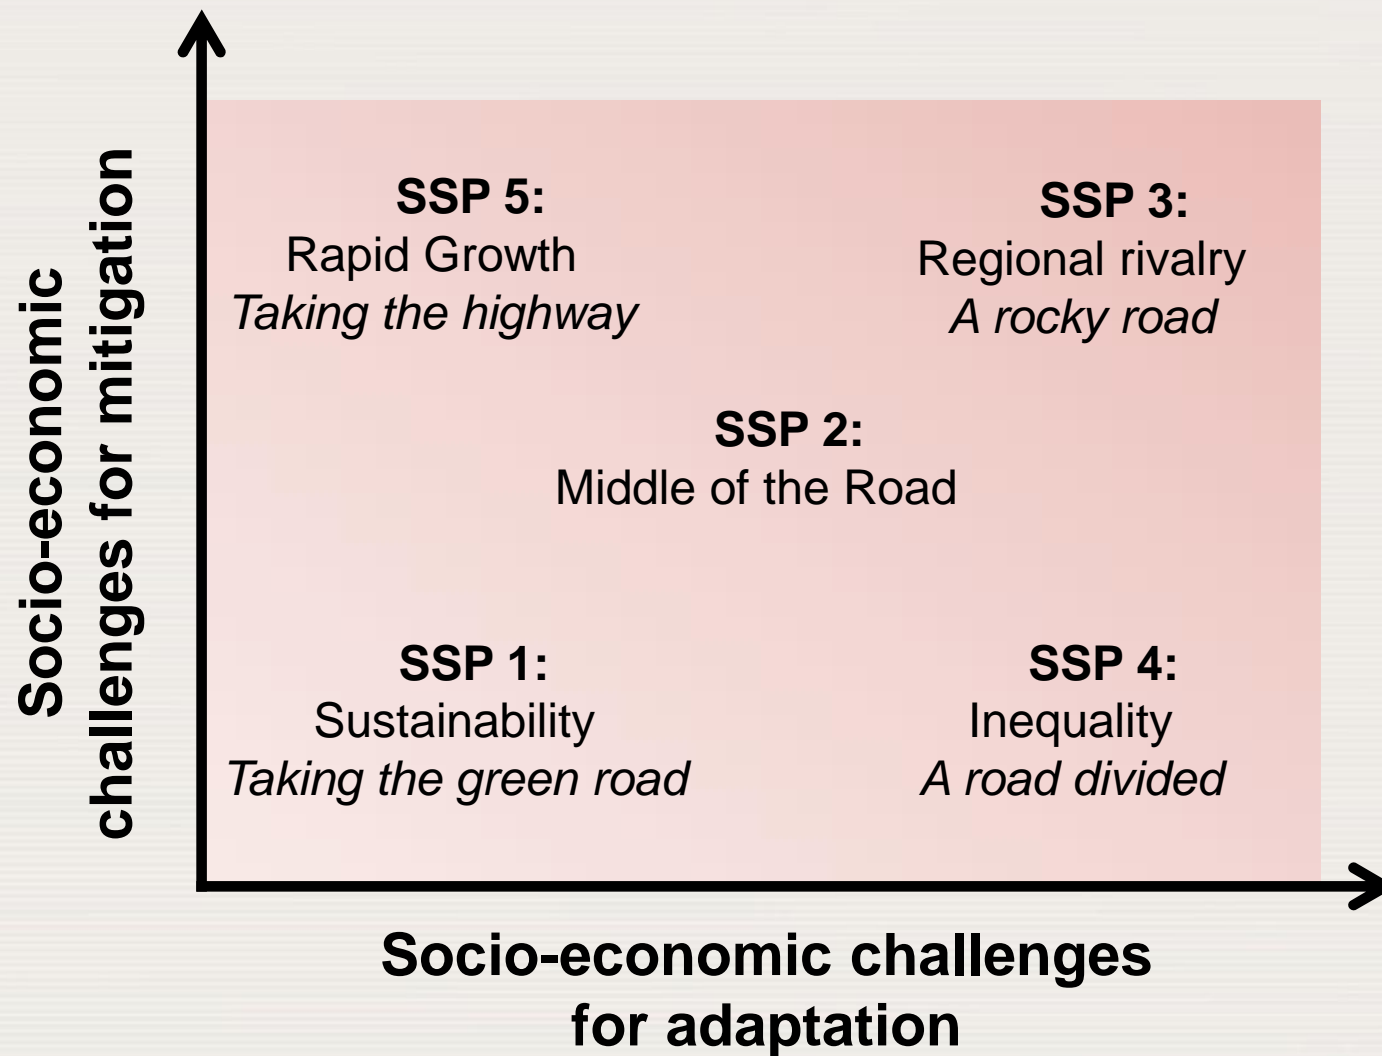 Socio-economic
challenges for mitigation
SSP 5:
Rapid Growth
Taking the highway
SSP 3:
Regional rivalry
A rocky road
SSP 2:
Middle of the Road
SSP 1:
Sustainability
Taking the green road
SSP 4:
Inequality
A road divided
Socio-economic challenges
for adaptation